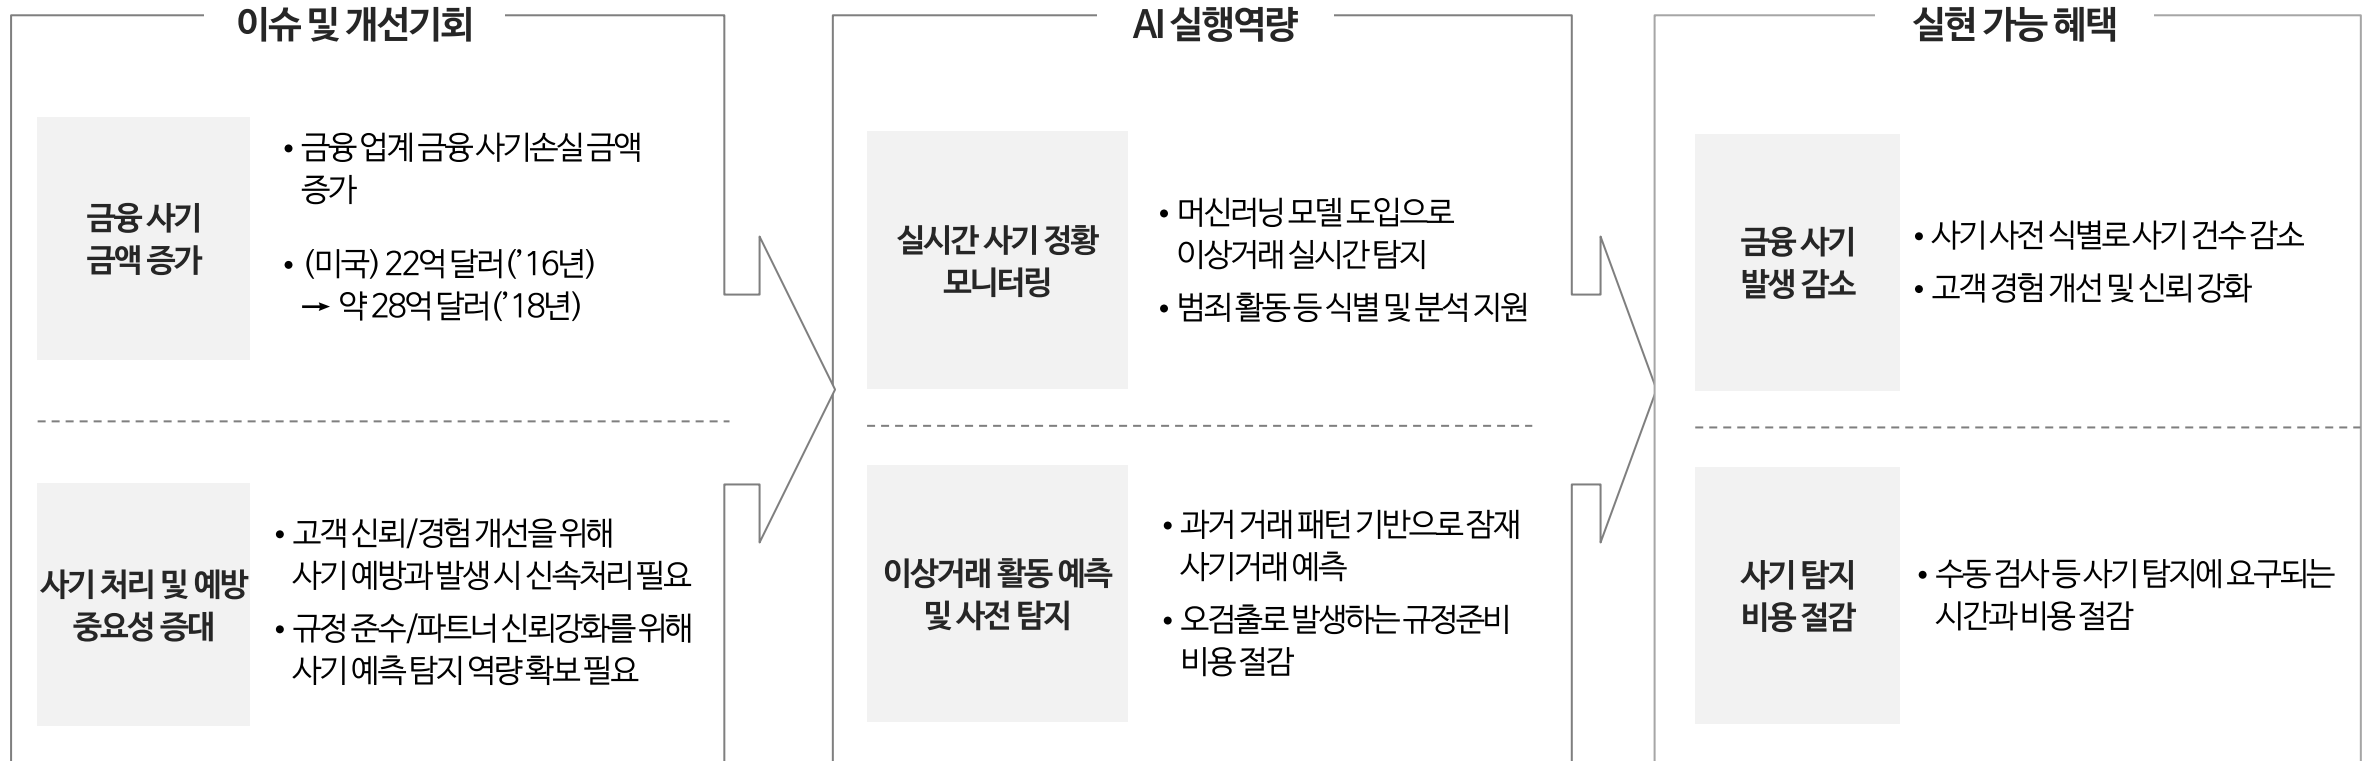 이슈 및 개선기회
금융 사기
금액 증가
• 금융 업계 금융 사기손실 금액
증가
• (미국) 22억 달러(’16년)
→ 약 28억 달러(’18년)
사기 처리 및 예방
중요성 증대
• 고객 신뢰/경험 개선을 위해
사기 예방과 발생 시 신속처리 필요
• 규정 준수/파트너 신뢰강화를 위해
사기 예측 탐지 역량 확보 필요
AI 실행역량
실시간 사기 정황
모니터링
• 머신러닝 모델 도입으로
이상거래 실시간 탐지
• 범죄 활동 등 식별 및 분석 지원
이상거래 활동 예측
및 사전 탐지
• 과거 거래 패턴 기반으로 잠재
사기거래 예측
• 오검출로 발생하는 규정준비
비용 절감
실현 가능 혜택
금융 사기
발생 감소
• 사기 사전 식별로 사기 건수 감소
• 고객 경험 개선 및 신뢰 강화
사기 탐지
비용 절감
• 수동 검사 등 사기 탐지에 요구되는
시간과 비용 절감